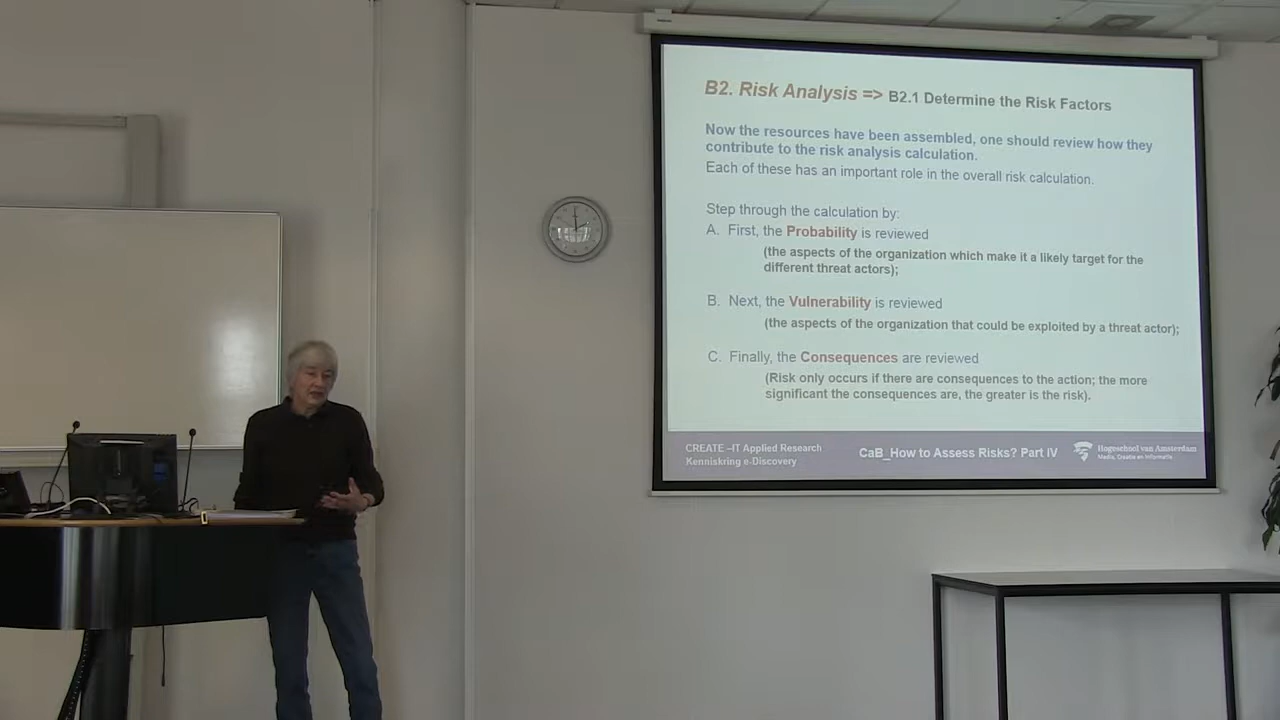 B2. Risk Analysis => B2.1 Determine the Risk Factors
Now the resources have been assembled, one should review how they
contribute to the risk analysis calculation.
Each of these has an important role in the overall risk calculation.
Step through the calculation by:
A. First, the Probability is reviewed
(the aspects of the organization which make it a likely target for the
different threat actors);
B. Next, the Vulnerability is reviewed
(the aspects of the organization that could be exploited by a threat actor);
C. Finally, the Consequences are reviewed
(Risk only occurs if there are consequences to the action; the more
significant the consequences are, the greater is the risk).
CREATE –IT Applied Research
Kenniskring e-Discovery
CaB_How to Assess Risks? Part IV
Hogeschool van Amsterdam
Media, Creatie en Informatie